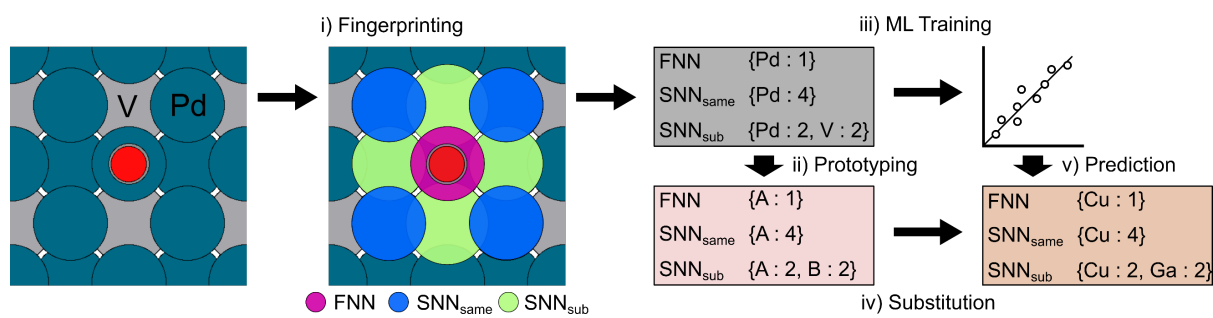 i) Fingerprinting
iii) ML Training
V Pd
FNN {Pd : 1}
SNNsame {Pd : 4}
SNNsub {Pd : 2, V : 2}
ii) Prototyping
v) Prediction
FNN {A : 1}
SNNsame {A : 4}
SNNsub {A : 2, B : 2}
FNN {Cu : 1}
SNNsame {Cu : 4}
SNNsub {Cu : 2, Ga : 2}
FNN SNNsame SNNsub
iv) Substitution